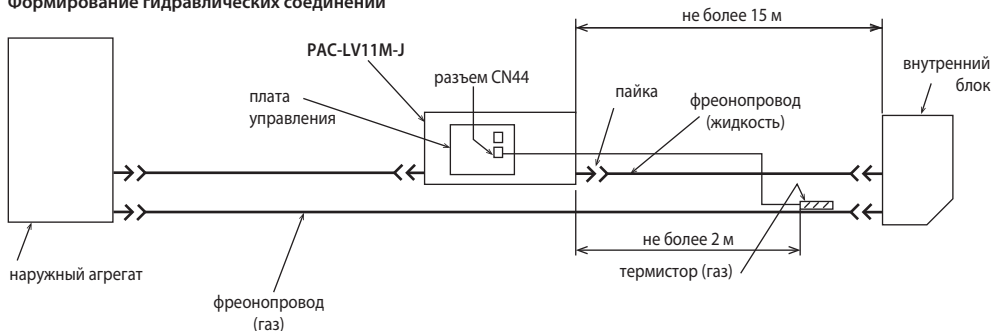 Формирование гидравлических соединений
не более 15 м
PAC-LV11M-J
внутренний
блок
разъем CN44
пайка
плата
управления
фреонопровод
(жидкость)
не более 2 м
наружный агрегат
термистор (газ)
фреонопровод
(газ)